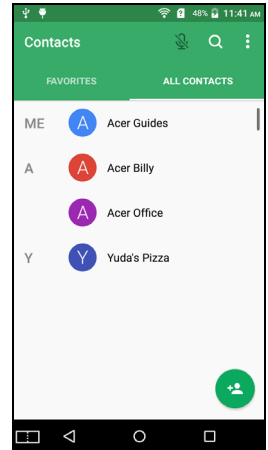 48% 11:41 AM
Contacts
FAVORITES ALL CONTACTS
ME A Acer Guides
A A Acer Billy
A Acer Office
Y Y Yuda's Pizza